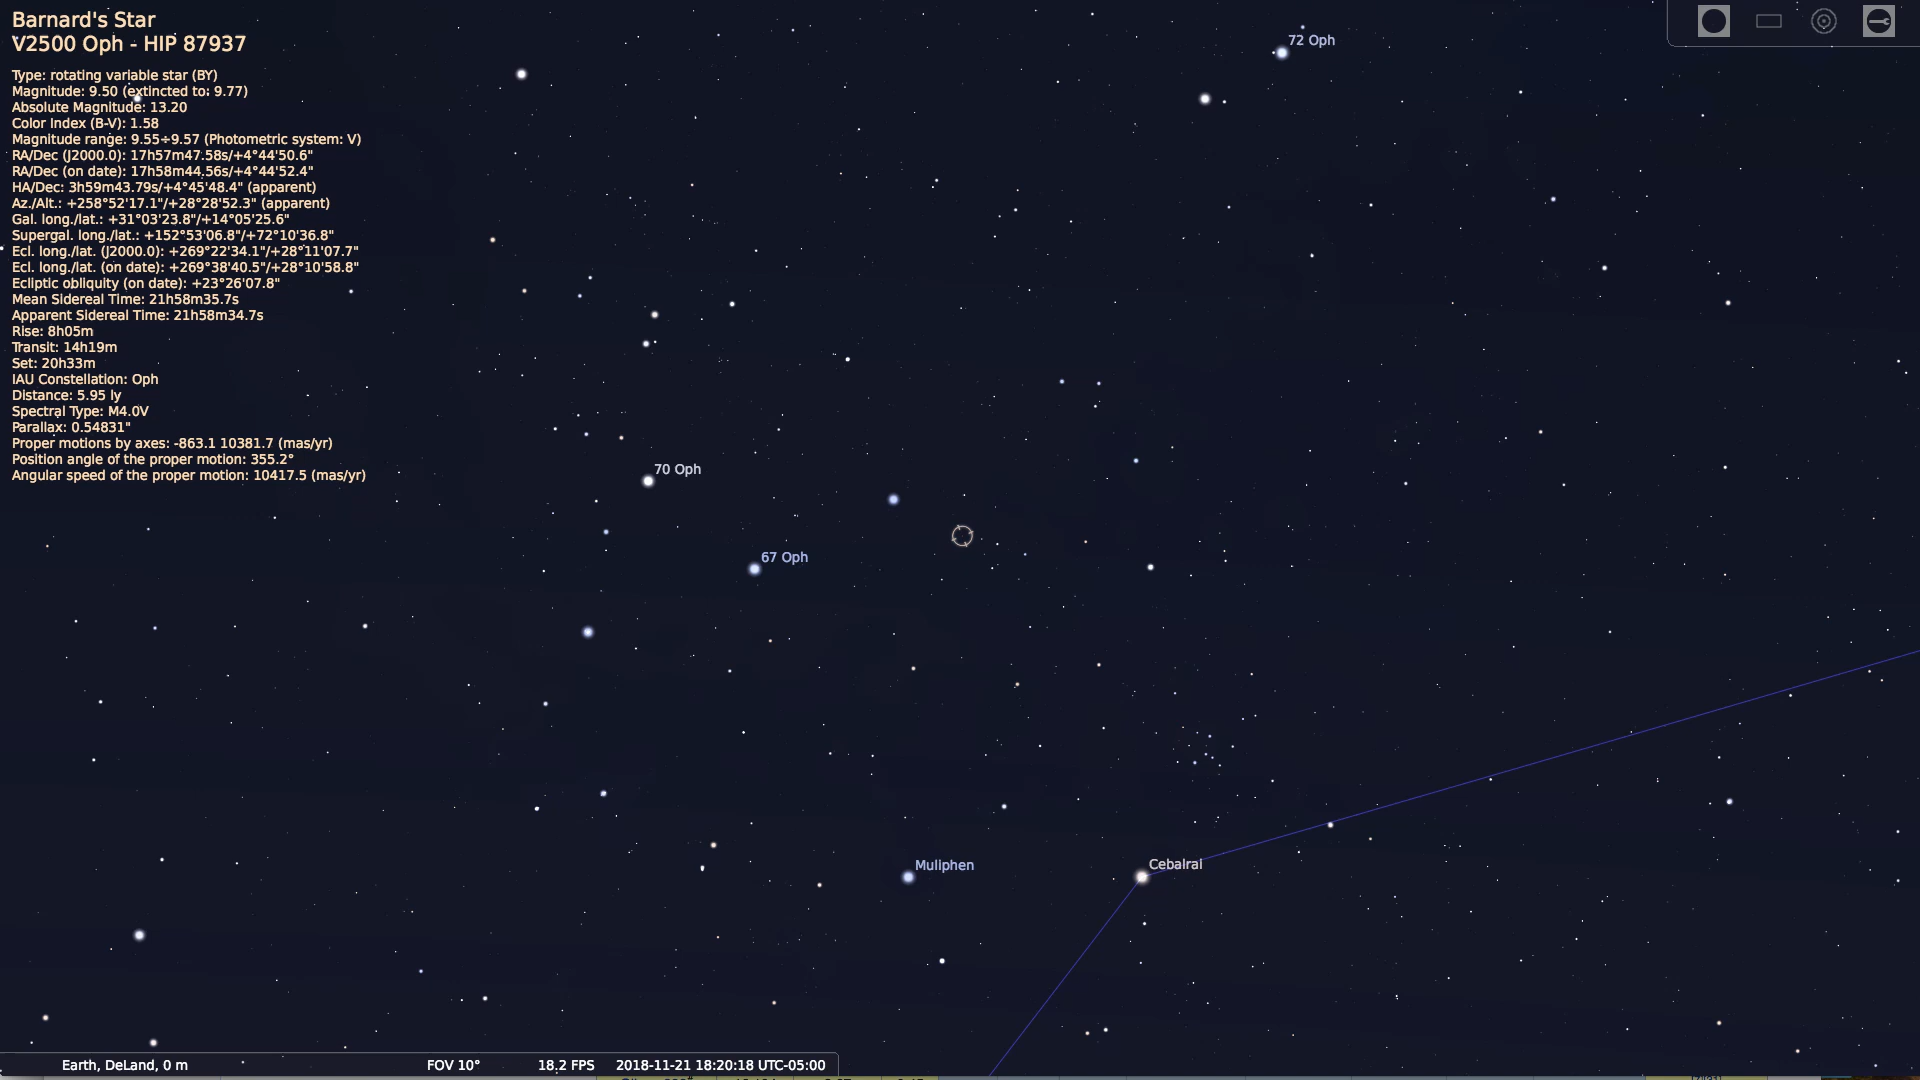 Barnard's Star
V2500 Oph - HIP 87937
Type: rotating variable star (BY)
Magnitude: 9.50 (extincted to: 9.77)
Absolute Magnitude: 13.20
Color Index (B-V): 1.58
Magnitude range: 9.55÷9.57 (Photometric system: V)
RA/Dec (J2000.0): 17h57m47.58s/+4°44'50.6"
RA/Dec (on date): 17h58m44.56s/+4°44'52.4"
HA/Dec: 3h59m43.79s/+4°45'48.4" (apparent)
Az./Alt.: +258°52'17.1"/+28°28'52.3" (apparent)
Gal. long./lat.: +31°03'23.8"/+14°05'25.6"
Supergal. long./lat.: +152°53'06.8"/+72°10'36.8"
Ecl. long./lat. (J2000.0): +269°22'34.1"/+28°11'07.7"
Ecl. long./lat. (on date): +269°38'40.5"/+28°10'58.8"
Ecliptic obliquity (on date): +23°26'07.8"
Mean Sidereal Time: 21h58m35.7s
Apparent Sidereal Time: 21h58m34.7s
Rise: 8h05m
Transit: 14h19m
Set: 20h33m
IAU Constellation: Oph
Distance: 5.95 ly
Spectral Type: M4.0V
Parallax: 0.54831"
Proper motions by axes: -863.1 10381.7 (mas/yr)
Position angle of the proper motion: 355.2°
Angular speed of the proper motion: 10417.5 (mas/yr)
72 Oph
70 Oph
67 Oph
Muliphen
Cebalrai
Earth, DeLand, 0 m FOV 10° 18.2 FPS 2018-11-21 18:20:18 UTC-05:00